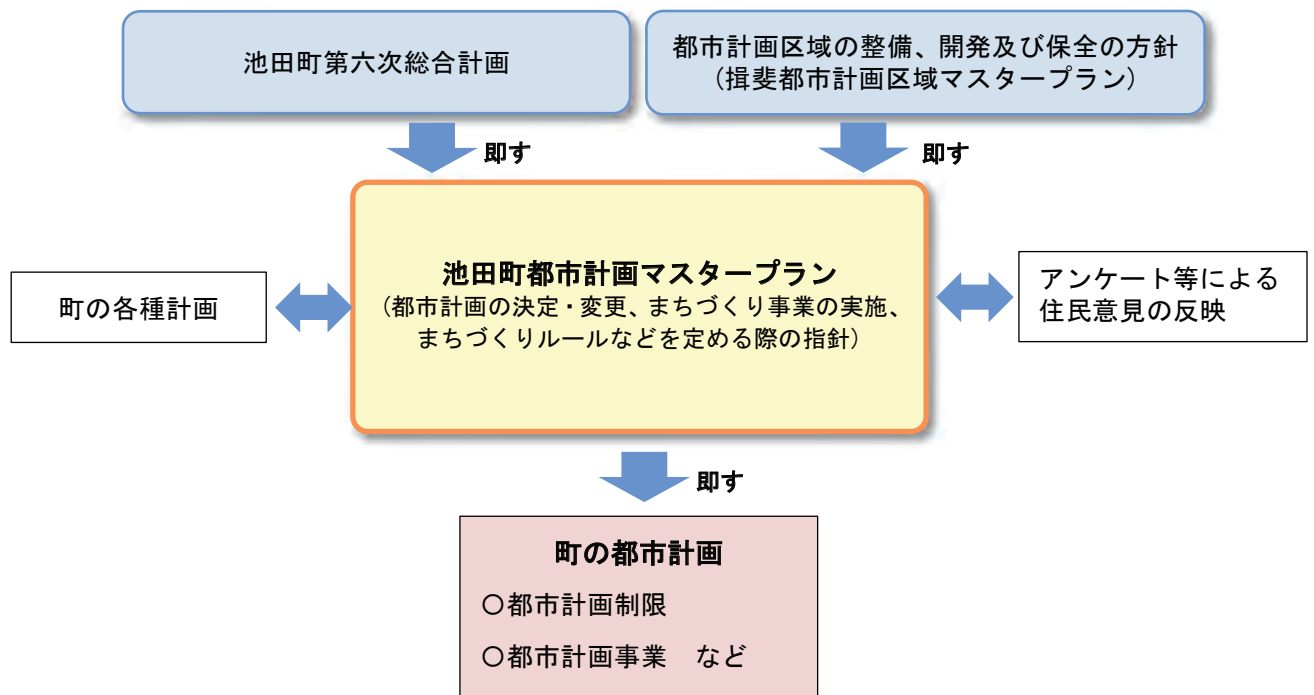 池田町第六次総合計画
都市計画区域の整備、開発及び保全の方針
（揖斐都市計画区域マスタープラン）
即す
即す
池田町都市計画マスタープラン
（都市計画の決定・変更、まちづくり事業の実施、
まちづくりルールなどを定める際の指針）
町の各種計画
アンケート等による
住民意見の反映
即す
町の都市計画
○都市計画制限
○都市計画事業　など